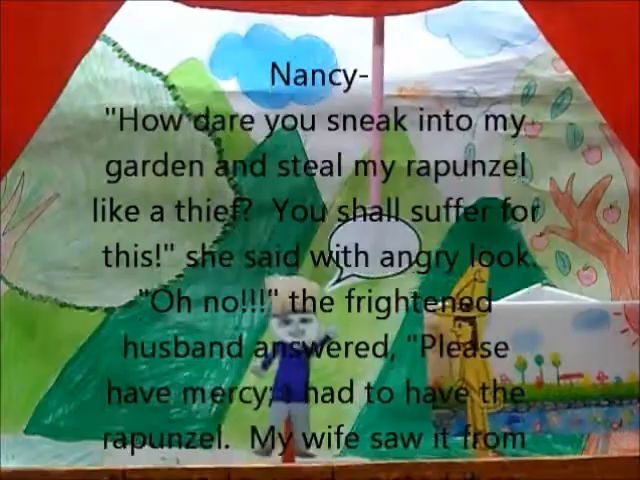 Nancy-
"How dare you sneak into my
garden and steal my rapunzel
like a thief?  You shall suffer for
this!" she said with angry look.
"Oh no!!!" the frightened
husband answered, "Please
have mercy; I had to have the
rapunzel.  My wife saw it from